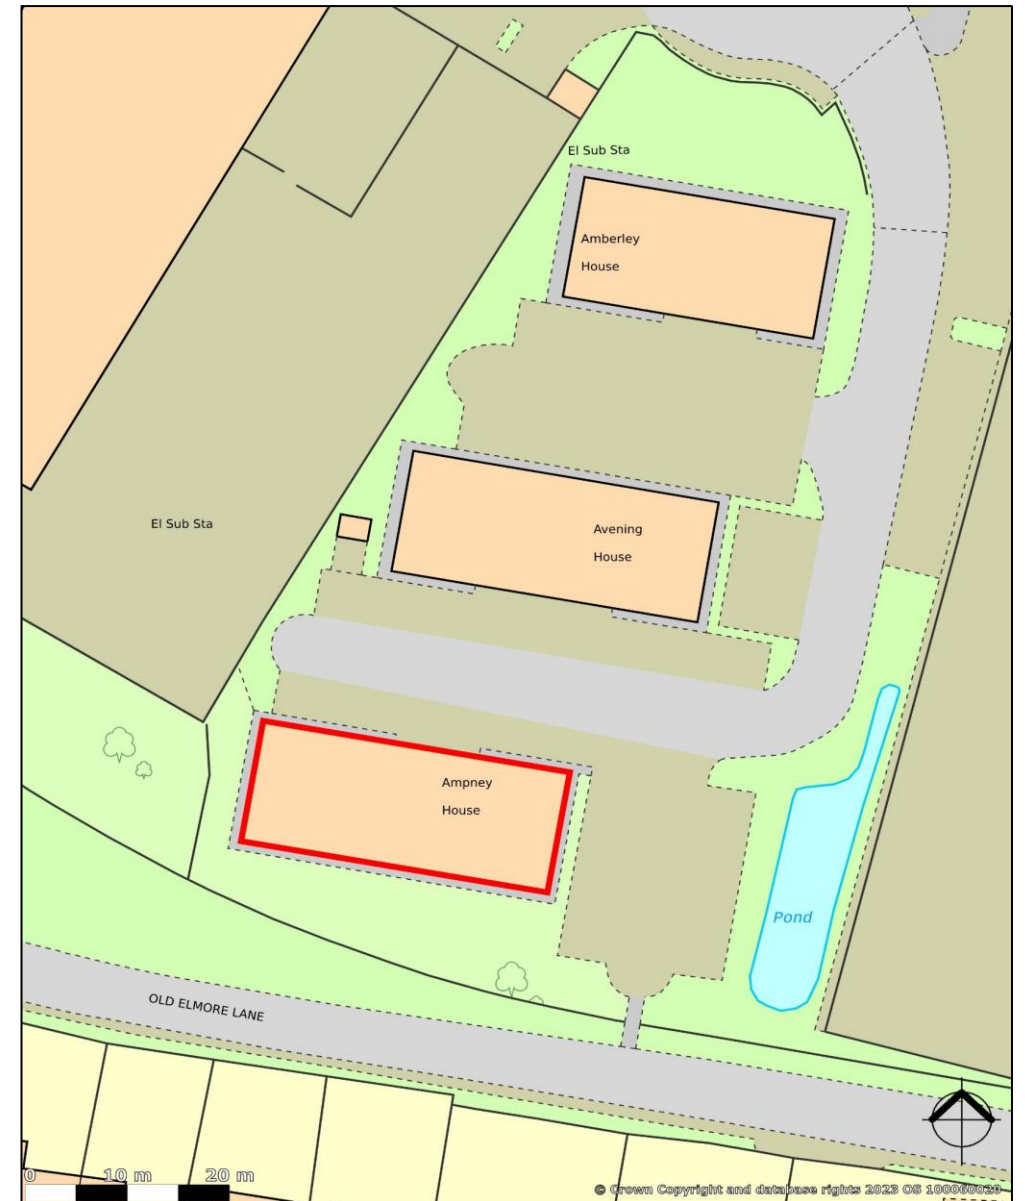 El Sub Sta
Amberley
House
Avening
House
El Sub Sta
Ampney
House
Pond
OLD ELMORE LANE
0 10 m 20 m
© Crown Copyright and database rights 2023 OS 100060020